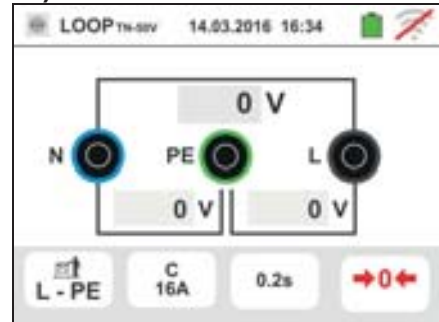 LOOP TN-50V 14.03.2016 16:34
0 V
N PE L
0 V 0 V
L - PE C 16A 0.2s →0←